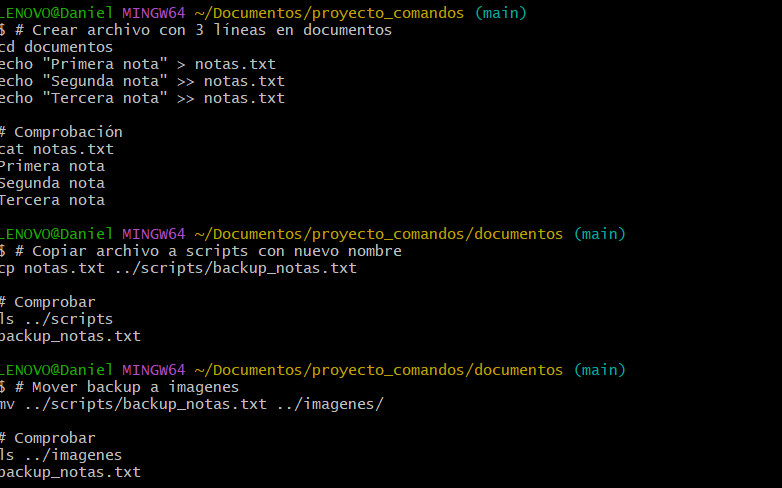 LENOVO@Daniel MINGW64 ~/Documentos/proyecto_comandos (main)
$ # Crear archivo con 3 líneas en documentos
cd documentos
echo "Primera nota" > notas.txt
echo "Segunda nota" >> notas.txt
echo "Tercera nota" >> notas.txt
# Comprobación
cat notas.txt
Primera nota
Segunda nota
Tercera nota
LENOVO@Daniel MINGW64 ~/Documentos/proyecto_comandos/documentos (main)
$ # Copiar archivo a scripts con nuevo nombre
cp notas.txt ../scripts/backup_notas.txt
# Comprobar
ls ../scripts
backup_notas.txt
LENOVO@Daniel MINGW64 ~/Documentos/proyecto_comandos/documentos (main)
$ # Mover backup a imagenes
mv ../scripts/backup_notas.txt ../imagenes/
# Comprobar
ls ../imagenes
backup_notas.txt